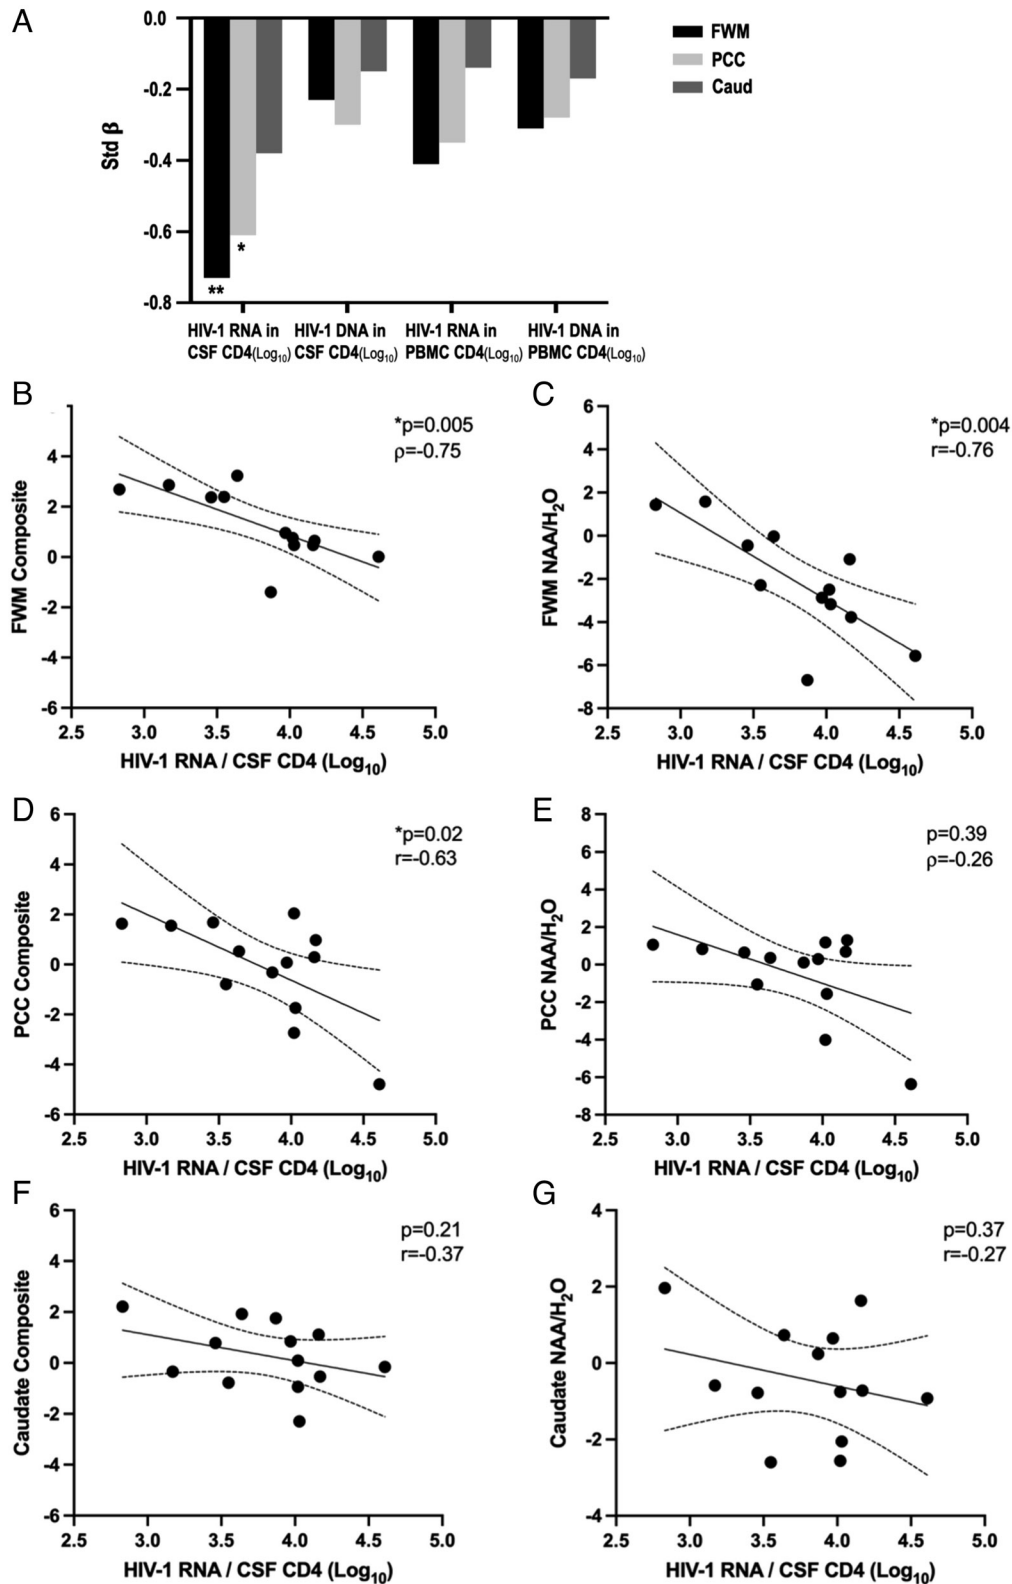 A
0.0
-0.2
-0.4
-0.6
-0.8
Std β
**
*
FWM
PCC
Caud
HIV-1 RNA in
CSF CD4(Log10)
HIV-1 DNA in
CSF CD4(Log10)
HIV-1 RNA in
PBMC CD4(Log10)
HIV-1 DNA in
PBMC CD4(Log10)
B
4
2
0
-2
-4
-6
FWM Composite
*p=0.005
ρ=-0.75
2.5 3.0 3.5 4.0 4.5 5.0
HIV-1 RNA / CSF CD4 (Log10)
C
6
4
2
0
-2
-4
-6
-8
FWM NAA/H2O
*p=0.004
r=-0.76
2.5 3.0 3.5 4.0 4.5 5.0
HIV-1 RNA / CSF CD4 (Log10)
D
6
4
2
0
-2
-4
-6
PCC Composite
*p=0.02
r=-0.63
2.5 3.0 3.5 4.0 4.5 5.0
HIV-1 RNA / CSF CD4 (Log10)
E
8
6
4
2
0
-2
-4
-6
-8
PCC NAA/H2O
p=0.39
ρ=-0.26
2.5 3.0 3.5 4.0 4.5 5.0
HIV-1 RNA / CSF CD4 (Log10)
F
6
4
2
0
-2
-4
-6
Caudate Composite
p=0.21
r=-0.37
2.5 3.0 3.5 4.0 4.5 5.0
HIV-1 RNA / CSF CD4 (Log10)
G
4
2
0
-2
-4
Caudate NAA/H2O
p=0.37
r=-0.27
2.5 3.0 3.5 4.0 4.5 5.0
HIV-1 RNA / CSF CD4 (Log10)